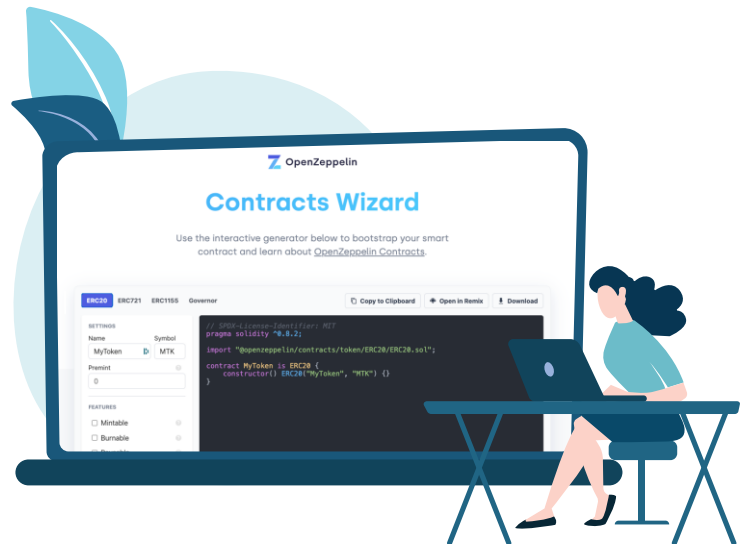 OpenZeppelin
Contracts Wizard
Use the interactive generator below to bootstrap your smart
contract and learn about OpenZeppelin Contracts.
ERC20 ERC721 ERC1155 Governor Copy to Clipboard Open in Remix Download
SETTINGS
Name Symbol
MyToken MTK
Premint
0
FEATURES
Mintable
Burnable
// SPDX-License-Identifier: MIT
pragma solidity ^0.8.2;
import "@openzeppelin/contracts/token/ERC20/ERC20.sol";
contract MyToken is ERC20 {
constructor() ERC20("MyToken", "MTK") {}
}